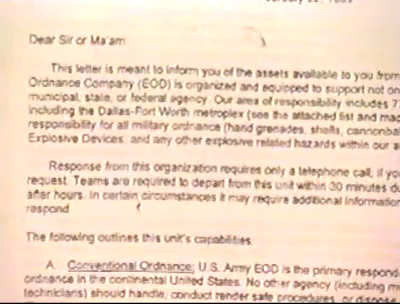 Dear Sir or Ma'am
This letter is meant to inform you of the assets available to you from
Ordnance Company (EOD) is organized and equipped to support not on
municipal, state, or federal agency. Our area of responsibility includes 7
including the Dallas-Fort Worth metroplex (see the attached list and
responsibility for all military ordnance (hand grenades, shells, cannonbal
Explosive Devices, and any other explosive related hazards within our a
Response from this organization requires only a telephone call, if yo
request. Teams are required to depart from this unit within 30 minutes
after hours. In certain circumstances it may require additional information
respond.
The following outlines this unit's capabilities:
A. Conventional Ordnance: U.S. Army EOD is the primary respond
ordnance in the continental United States. No other agency (including
technicians) should handle, conduct render safe procedures, or dispose